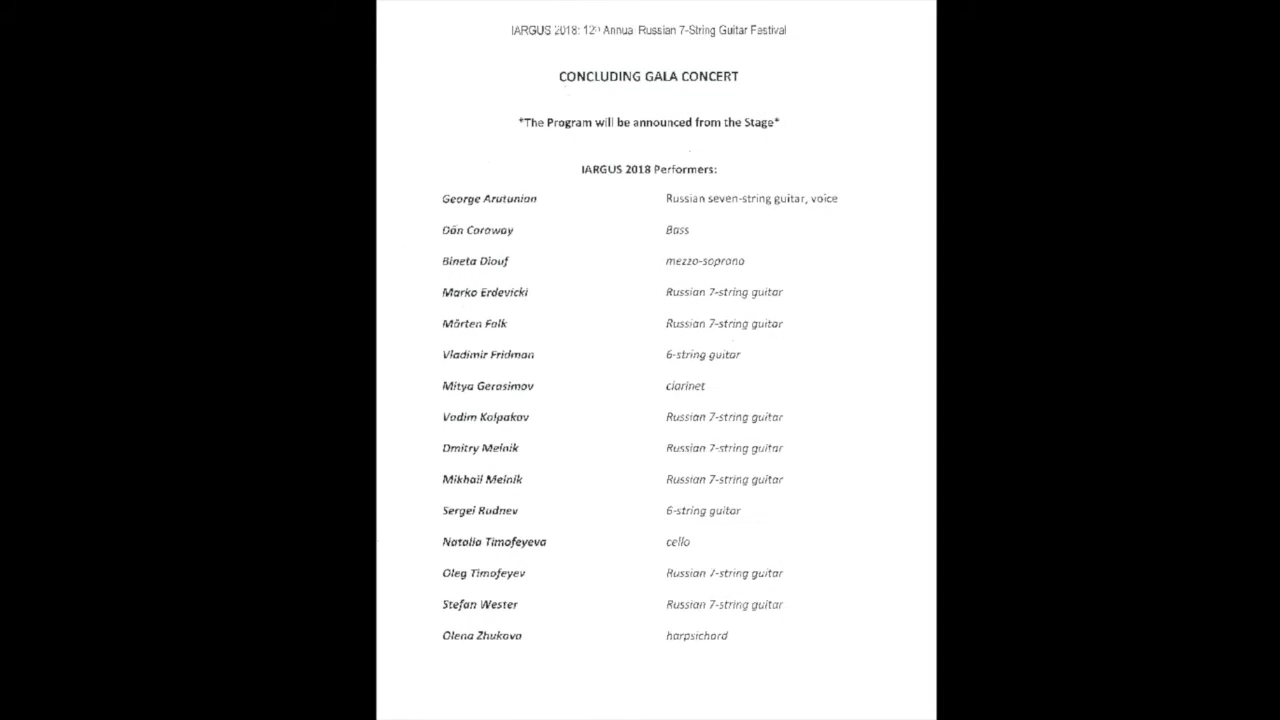 IARGUS 2018: 12th Annual Russian 7-String Guitar Festival
CONCLUDING GALA CONCERT
*The Program will be announced from the Stage*
IARGUS 2018 Performers:
George Arutunian Russian seven-string guitar, voice
Dan Caraway Bass
Bineta Diouf mezzo-soprano
Marko Erdevicki Russian 7-string guitar
Mårten Falk Russian 7-string guitar
Vladimir Fridman 6-string guitar
Mitya Gerasimov clarinet
Vadim Kolpakov Russian 7-string guitar
Dmitry Melnik Russian 7-string guitar
Mikhail Melnik Russian 7-string guitar
Sergei Rudnev 6-string guitar
Natalia Timofeyeva cello
Oleg Timofeyev Russian 7-string guitar
Stefan Wester Russian 7-string guitar
Olena Zhukova harpsichord